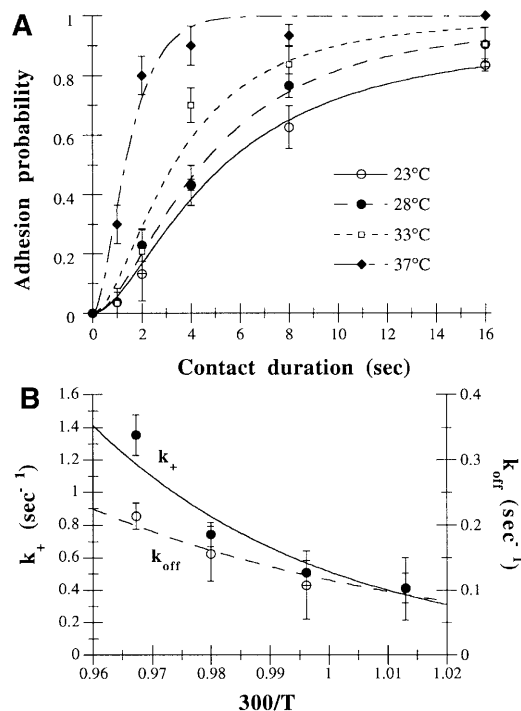 A
Adhesion probability
1
0.8
0.6
0.4
0.2
0
23°C
28°C
33°C
37°C
0 2 4 6 8 10 12 14 16
Contact duration (sec)
B
k+ (sec-1)
1.6
1.4
1.2
1
0.8
0.6
0.4
0.2
0
k+
koff
0.4
0.3
0.2
0.1
0
koff (sec-1)
0.96 0.97 0.98 0.99 1 1.01 1.02
300/T